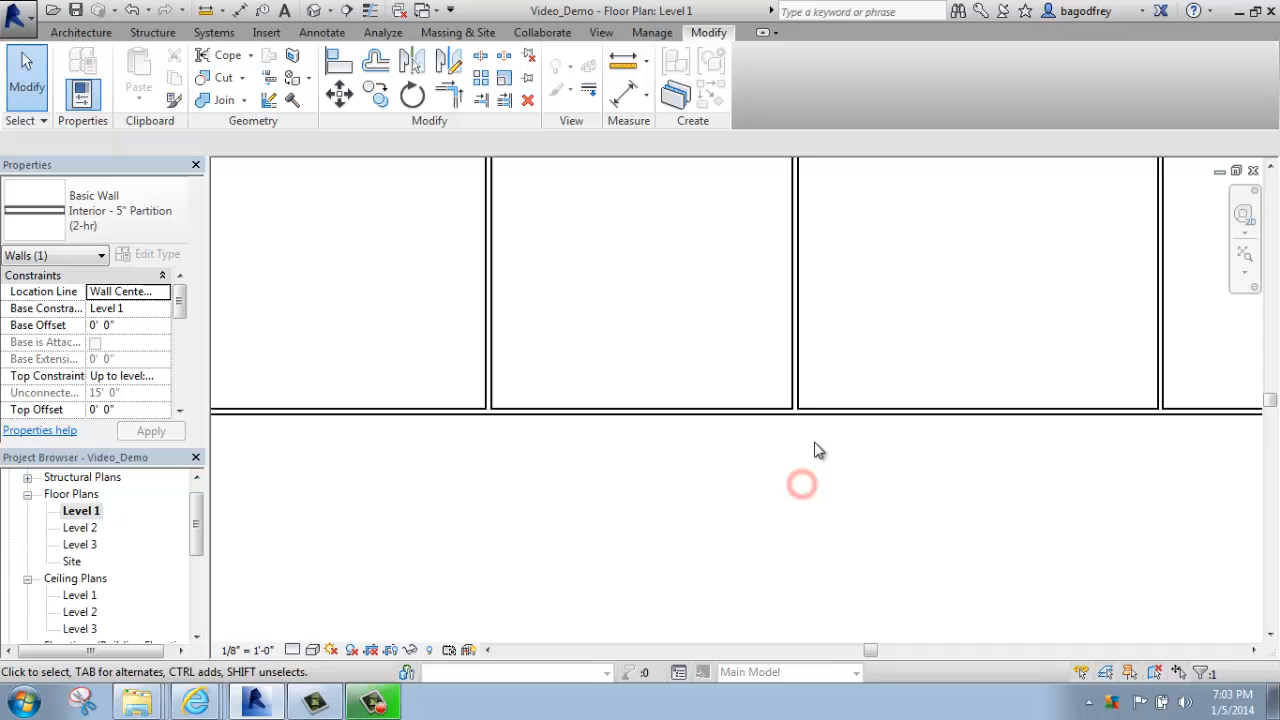 Video_Demo - Floor Plan: Level 1
Type a keyword or phrase
bagodfrey
Architecture
Structure
Systems
Insert
Annotate
Analyze
Massing & Site
Collaborate
View
Manage
Modify
Modify
Paste
Cope
Cut
Join
Select
Properties
Clipboard
Geometry
Modify
View
Measure
Create
Properties
Basic Wall
Interior - 5" Partition
(2-hr)
Walls (1)
Edit Type
Constraints
Location Line
Wall Cente...
Base Constra...
Level 1
Base Offset
0' 0"
Base is Attac...
Base Extensi...
0' 0"
Top Constraint
Up to level:...
Unconnecte...
15' 0"
Top Offset
0' 0"
Properties help
Apply
Project Browser - Video_Demo
Structural Plans
Floor Plans
Level 1
Level 2
Level 3
Site
Ceiling Plans
Level 1
Level 2
Level 3
2D
1/8" = 1'-0"
Click to select, TAB for alternates, CTRL adds, SHIFT unselects.
:0
Main Model
:1
7:03 PM
1/5/2014